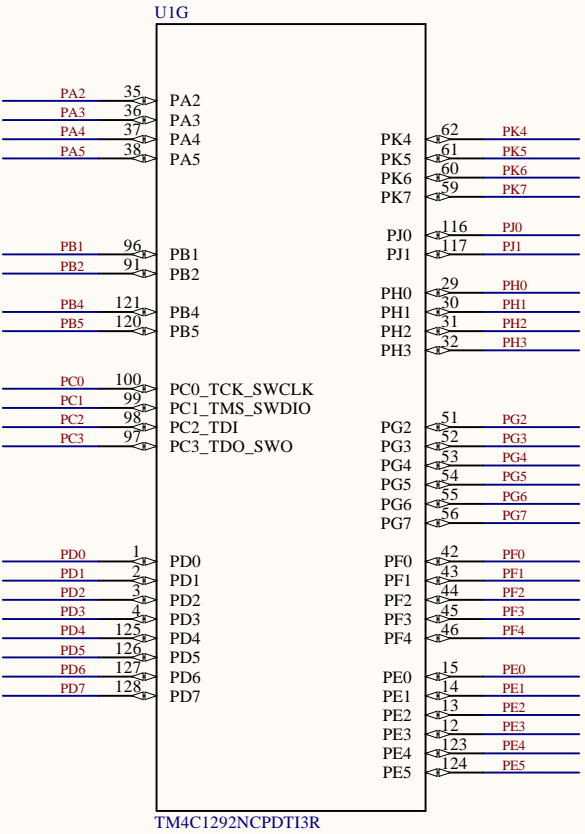 U1G
PA2 35 PA2
PA3 36 PA3
PA4 37 PA4
PA5 38 PA5
PB1 96 PB1
PB2 91 PB2
PB4 121 PB4
PB5 120 PB5
PC0 100 PC0_TCK_SWCLK
PC1 99 PC1_TMS_SWDIO
PC2 98 PC2_TDI
PC3 97 PC3_TDO_SWO
PD0 1 PD0
PD1 2 PD1
PD2 3 PD2
PD3 4 PD3
PD4 125 PD4
PD5 126 PD5
PD6 127 PD6
PD7 128 PD7
PK4 62 PK4
PK5 61 PK5
PK6 60 PK6
PK7 59 PK7
PJ0 116 PJ0
PJ1 117 PJ1
PH0 29 PH0
PH1 30 PH1
PH2 31 PH2
PH3 32 PH3
PG2 51 PG2
PG3 52 PG3
PG4 53 PG4
PG5 54 PG5
PG6 55 PG6
PG7 56 PG7
PF0 42 PF0
PF1 43 PF1
PF2 44 PF2
PF3 45 PF3
PF4 46 PF4
PE0 15 PE0
PE1 14 PE1
PE2 13 PE2
PE3 12 PE3
PE4 123 PE4
PE5 124 PE5
TM4C1292NCPDTI3R